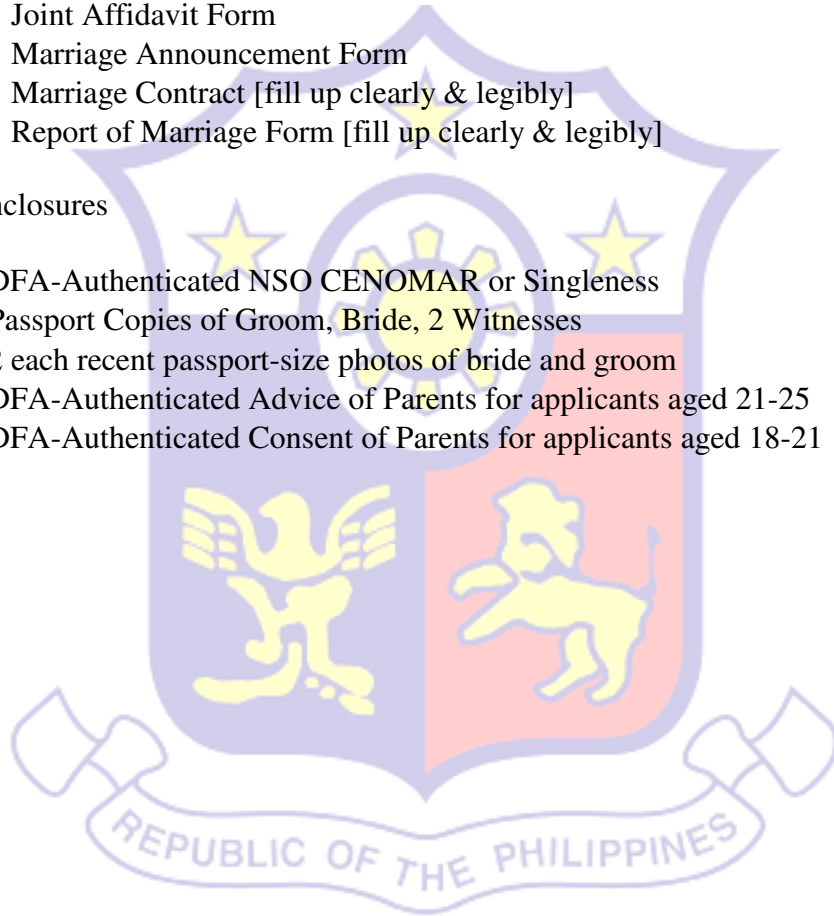 Joint Affidavit Form
Marriage Announcement Form
Marriage Contract [fill up clearly & legibly]
Report of Marriage Form [fill up clearly & legibly]
nclosures
DFA-Authenticated NSO CENOMAR or Singleness
Passport Copies of Groom, Bride, 2 Witnesses
2 each recent passport-size photos of bride and groom
DFA-Authenticated Advice of Parents for applicants aged 21-25
DFA-Authenticated Consent of Parents for applicants aged 18-21
REPUBLIC OF THE PHILIPPINES